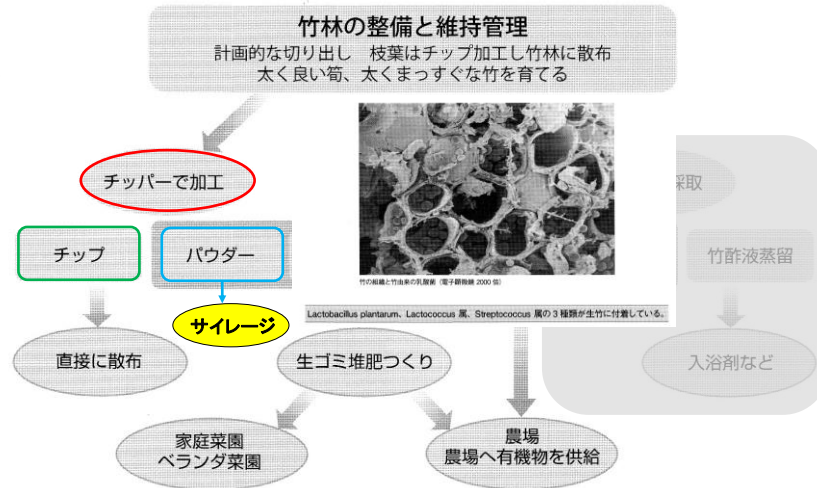 竹林の整備と維持管理
計画的な切り出し 枝葉はチップ加工し竹林に散布
太く良い筍、太くまっすぐな竹を育てる
チッパーで加工
採取
チップ
パウダー
竹酢液蒸留
竹の組織と竹由来の乳酸菌（電子顕微鏡 2000 倍）
サイレージ
Lactobacillus plantarum、Lactococcus 属、Streptococcus 属の 3 種類が生竹に付着している。
直接に散布
生ゴミ堆肥つくり
入浴剤など
家庭菜園
ベランダ菜園
農場
農場へ有機物を供給